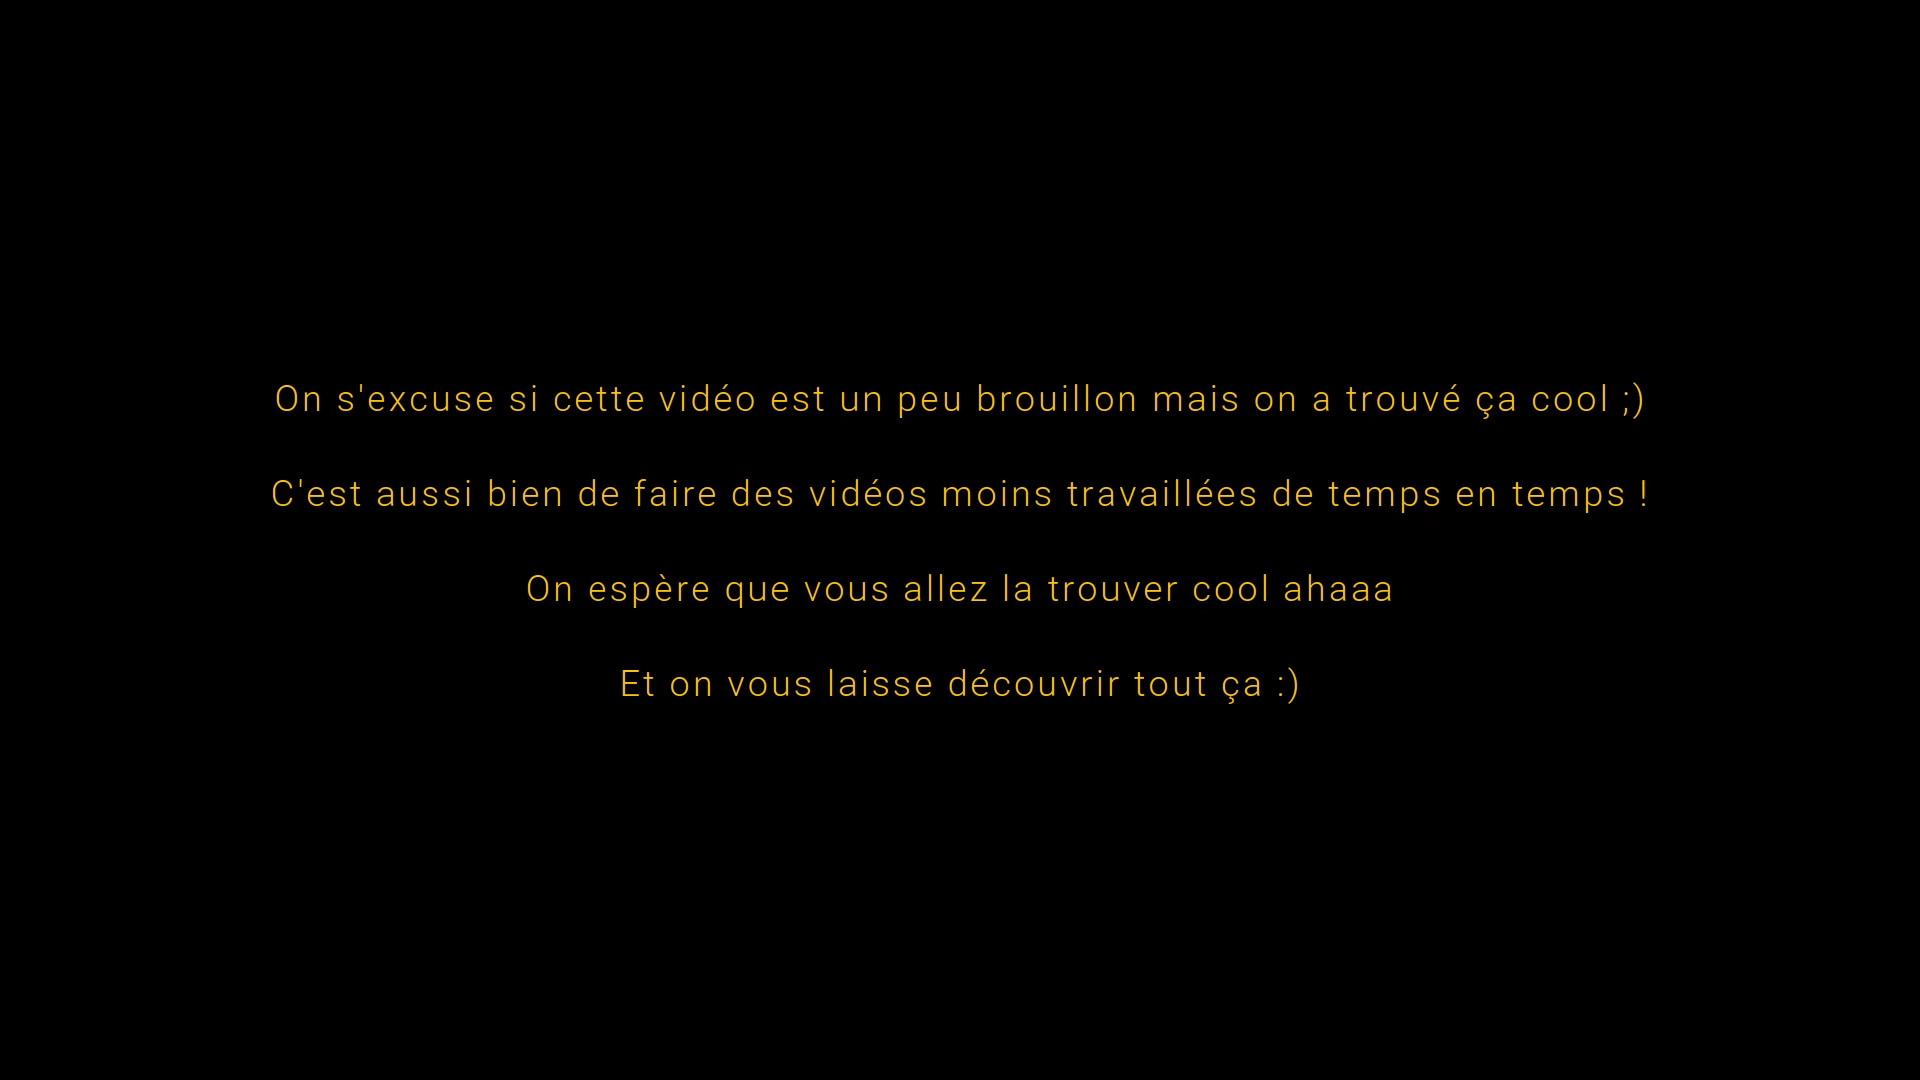 On s'excuse si cette vidéo est un peu brouillon mais on a trouvé ça cool ;)
C'est aussi bien de faire des vidéos moins travaillées de temps en temps !
On espère que vous allez la trouver cool ahaaa
Et on vous laisse découvrir tout ça :)